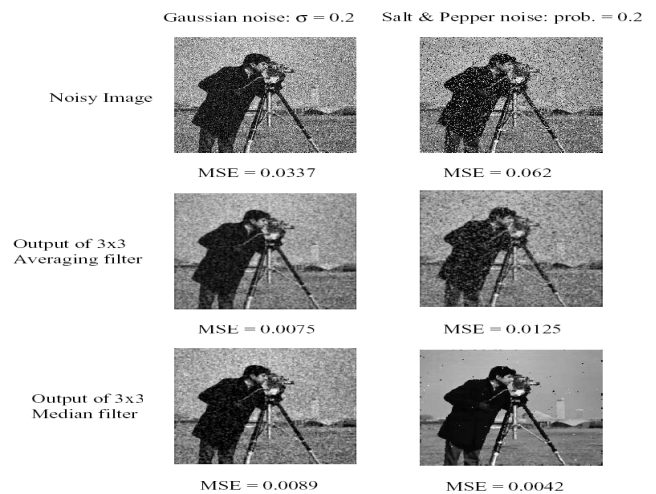 Gaussian noise: σ = 0.2
Salt & Pepper noise: prob. = 0.2
Noisy Image
MSE = 0.0337
MSE = 0.062
Output of 3x3
Averaging filter
MSE = 0.0075
MSE = 0.0125
Output of 3x3
Median filter
MSE = 0.0089
MSE = 0.0042